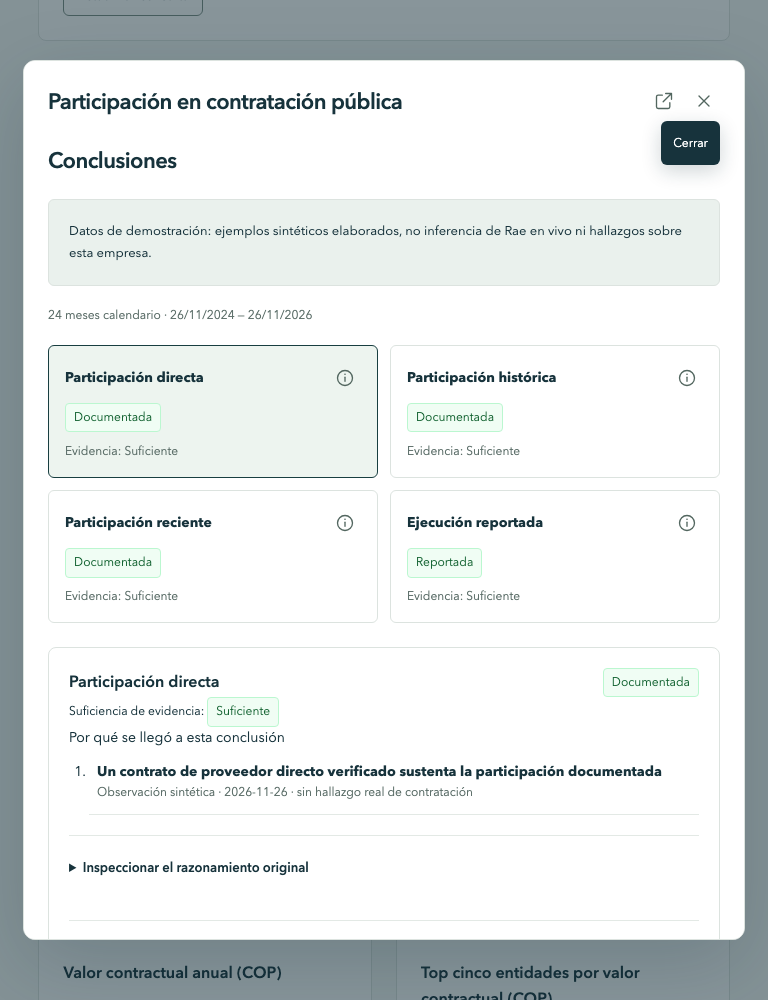 Participación en contratación pública
Cerrar
Conclusiones
Datos de demostración: ejemplos sintéticos elaborados, no inferencia de Rae en vivo ni hallazgos sobre
esta empresa.
24 meses calendario · 26/11/2024 – 26/11/2026
Participación directa
Documentada
Evidencia: Suficiente
Participación histórica
Documentada
Evidencia: Suficiente
Participación reciente
Documentada
Evidencia: Suficiente
Ejecución reportada
Reportada
Evidencia: Suficiente
Participación directa
Documentada
Suficiencia de evidencia: Suficiente
Por qué se llegó a esta conclusión
1. Un contrato de proveedor directo verificado sustenta la participación documentada
Observación sintética · 2026-11-26 · sin hallazgo real de contratación
Inspeccionar el razonamiento original
Valor contractual anual (COP)
Top cinco entidades por valor
contractual (COP)